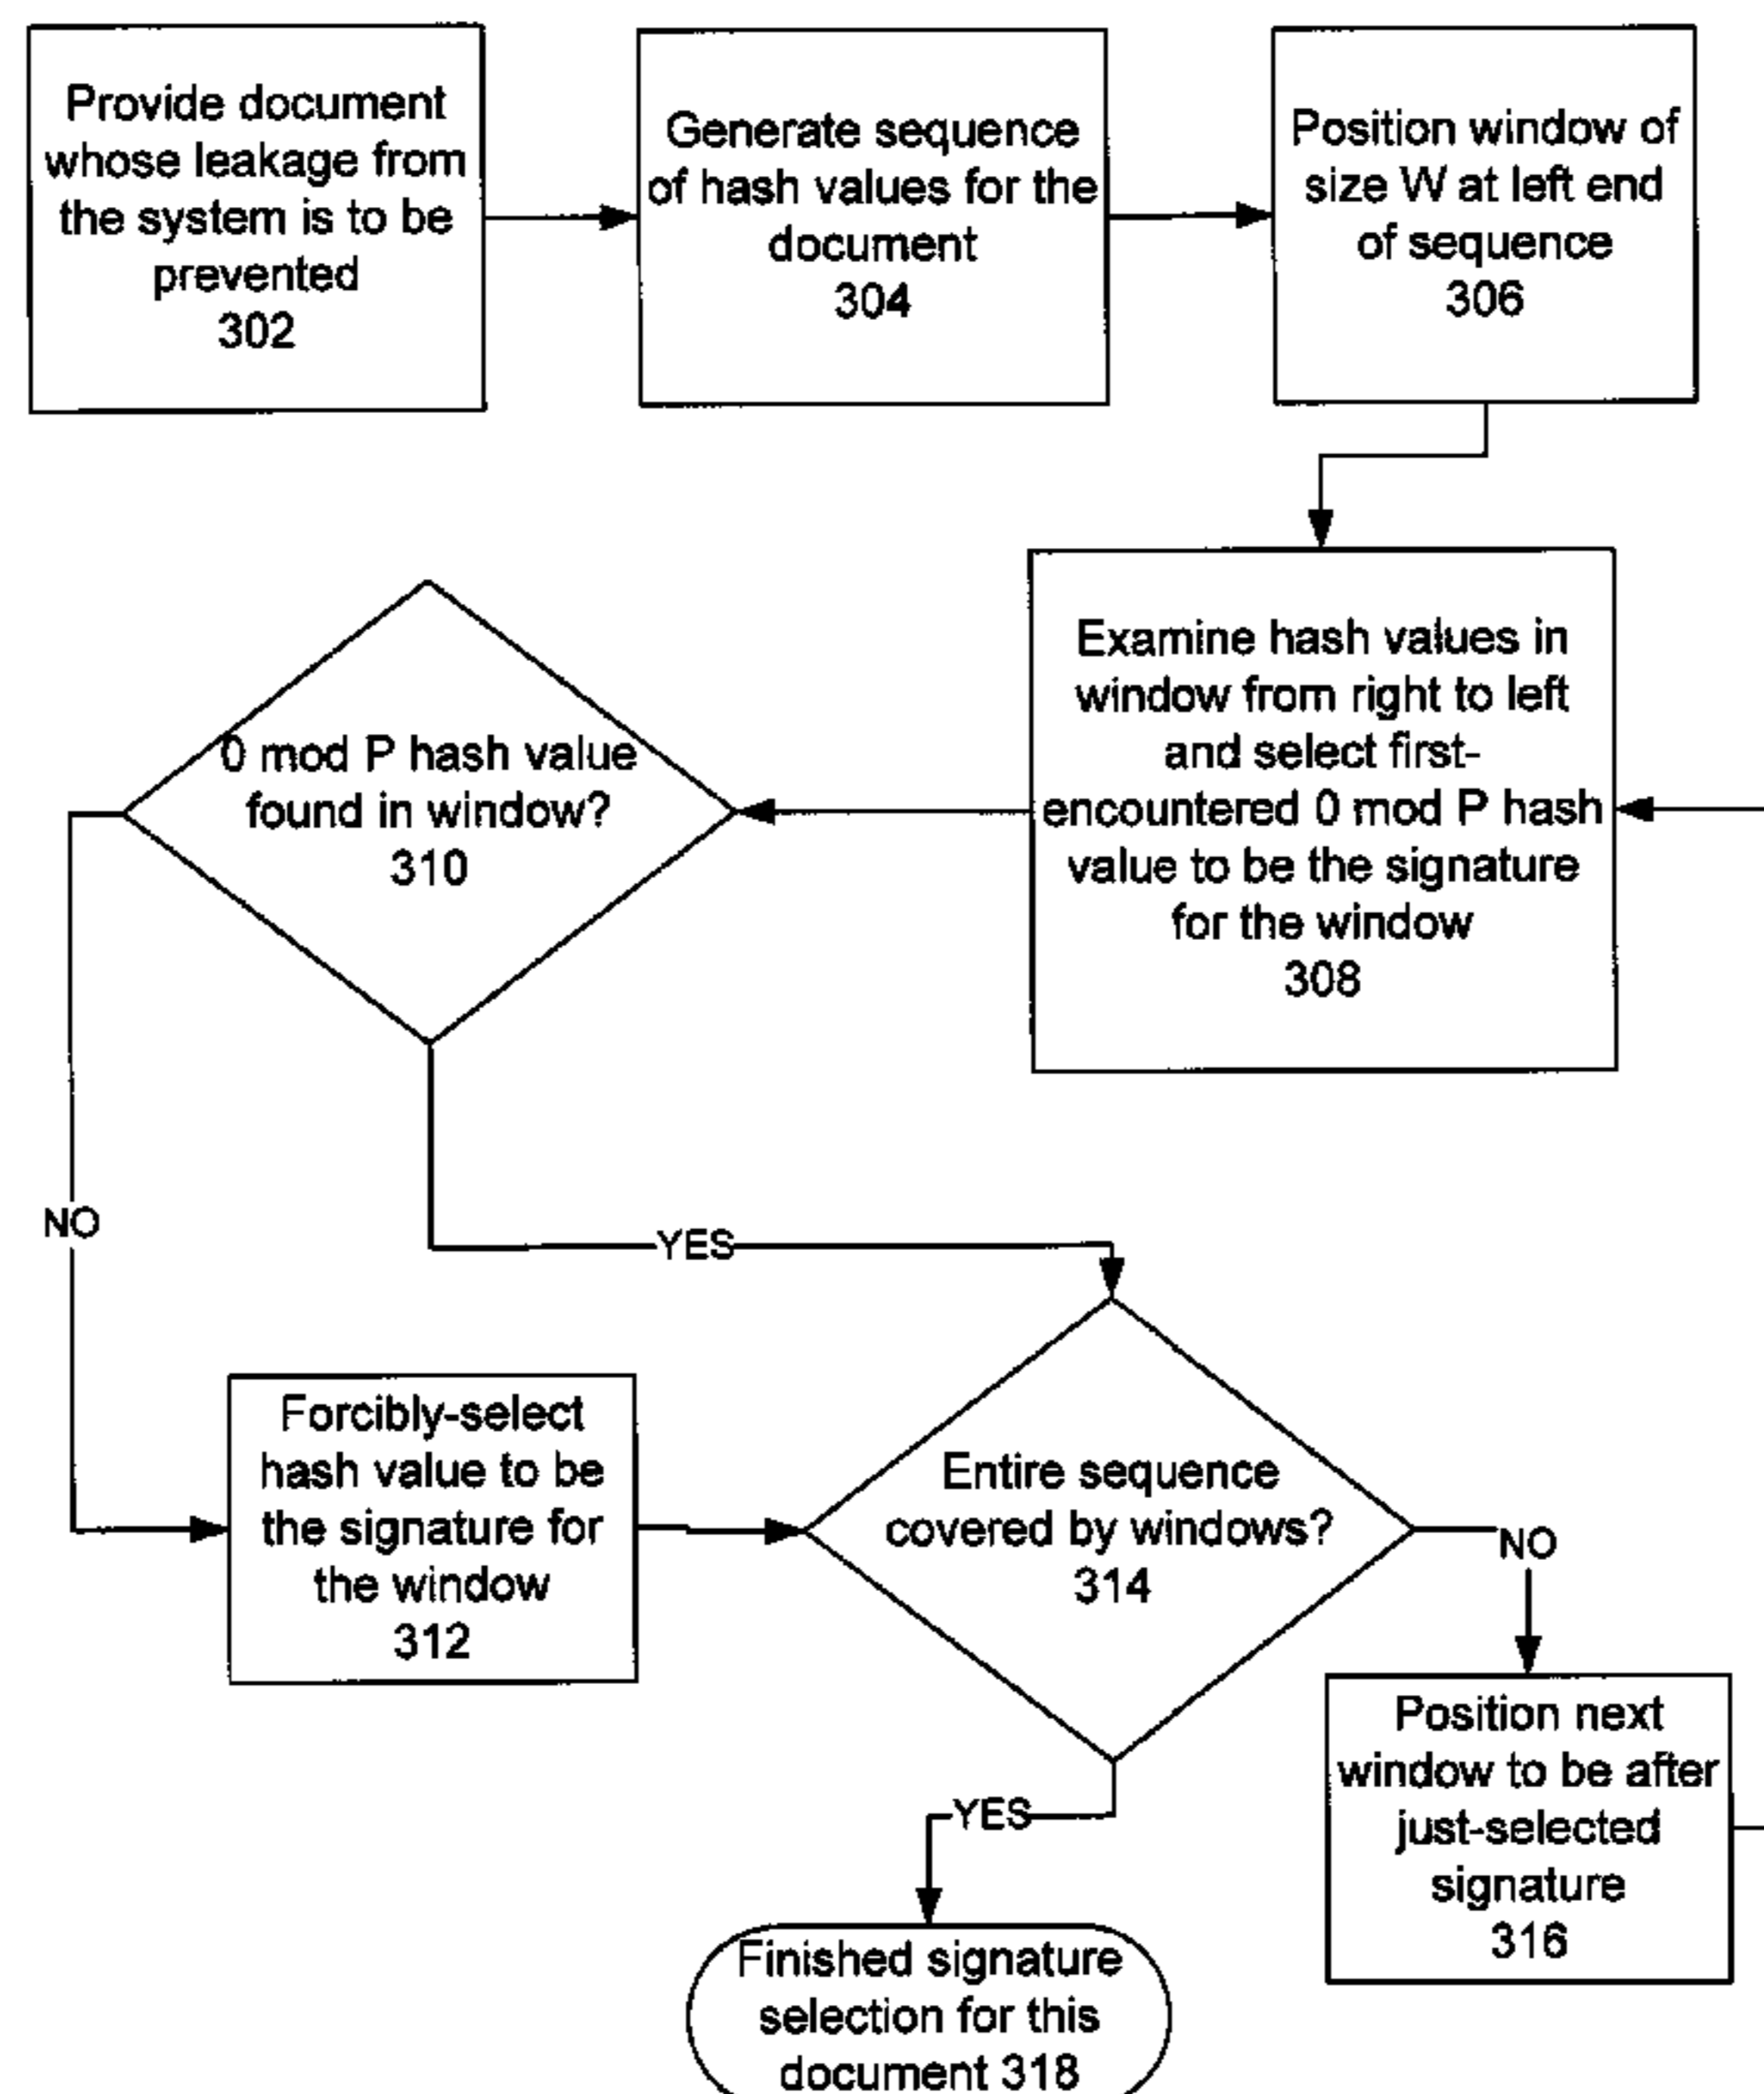 Provide document
whose leakage from
the system is to be
prevented
302
Generate sequence
of hash values for the
document
304
Position window of
size W at left end
of sequence
306
Examine hash values in
window from right to left
and select first-
encountered 0 mod P hash
value to be the signature
for the window
308
0 mod P hash value
found in window?
310
NO
YES
Forcibly-select
hash value to be
the signature for
the window
312
Entire sequence
covered by windows?
314
NO
Position next
window to be after
just-selected
signature
316
YES
Finished signature
selection for this
document 318